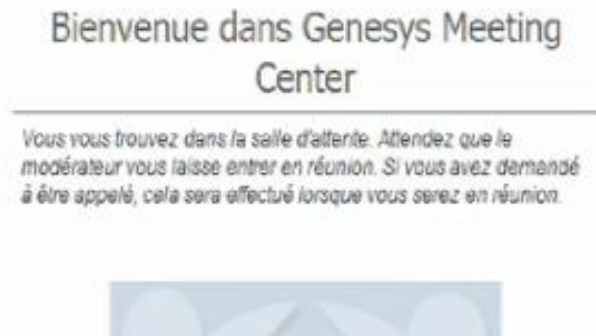 Bienvenue dans Genesys Meeting
Center
Vous vous trouvez dans la salle d'attente. Attendez que le
modérateur vous laisse entrer en réunion. Si vous avez demandé
à être appelé, cela sera effectué lorsque vous serez en réunion.